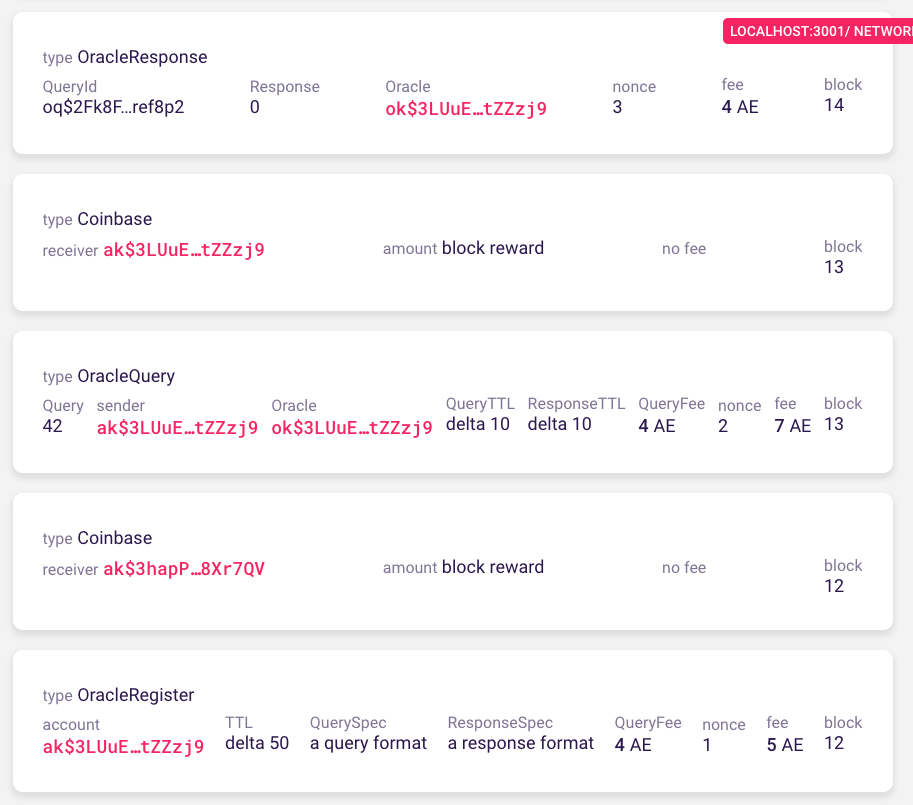 LOCALHOST:3001/ NETWOR
type OracleResponse
QueryId Response Oracle nonce fee block
oq$2Fk8F…ref8p2 0 ok$3LUuE…tZZzj9 3 4 AE 14
type Coinbase
receiver ak$3LUuE…tZZzj9 amount block reward no fee block
13
type OracleQuery
Query sender Oracle QueryTTL ResponseTTL QueryFee nonce fee block
42 ak$3LUuE…tZZzj9 ok$3LUuE…tZZzj9 delta 10 delta 10 4 AE 2 7 AE 13
type Coinbase
receiver ak$3hapP…8Xr7QV amount block reward no fee block
12
type OracleRegister
account TTL QuerySpec ResponseSpec QueryFee nonce fee block
ak$3LUuE…tZZzj9 delta 50 a query format a response format 4 AE 1 5 AE 12